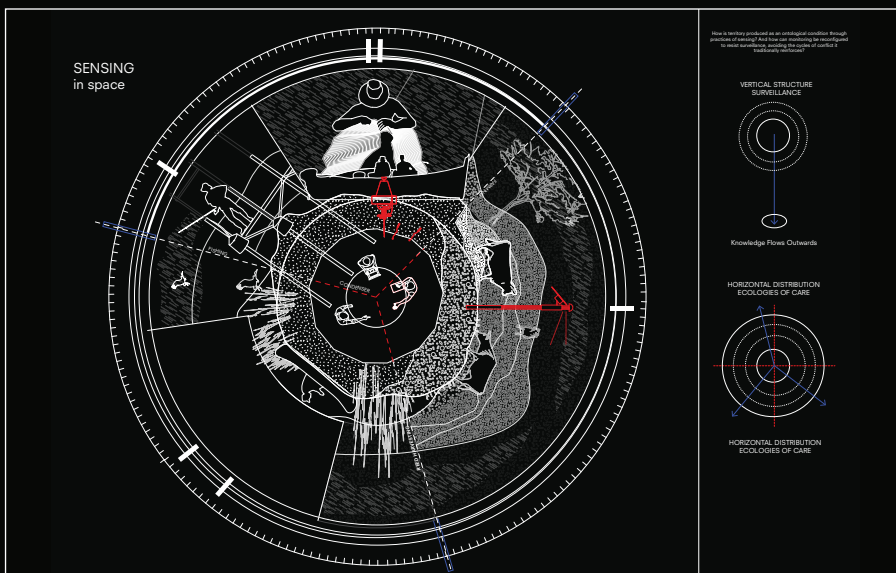 SENSING
in space
How is territory produced as an ontological condition through
practices of sensing? And how can monitoring be reconfigured
to resist surveillance, avoiding the cycles of conflict it
traditionally reinforces?
VERTICAL STRUCTURE
SURVEILLANCE
Knowledge Flows Outwards
HORIZONTAL DISTRIBUTION
ECOLOGIES OF CARE
HORIZONTAL DISTRIBUTION
ECOLOGIES OF CARE
CONDENSER
FISHING